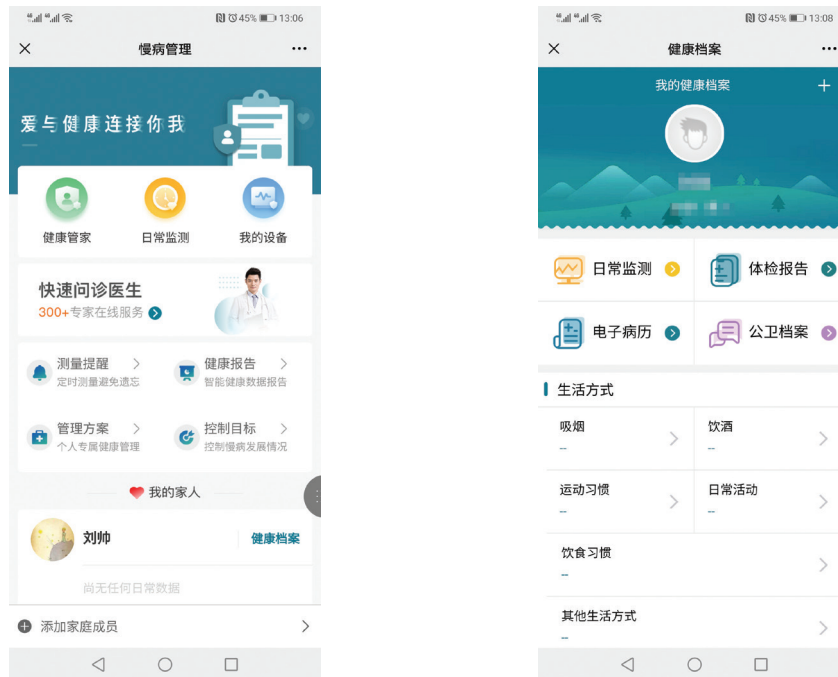 45% 13:06
慢病管理
爱与健康连接你我
健康管家 日常监测 我的设备
快速问诊医生
300+专家在线服务
测量提醒 健康报告
定时测量避免遗忘 智能健康数据报告
管理方案 控制目标
个人专属健康管理 控制慢病发展情况
我的家人
刘帅 健康档案
尚无任何日常数据
添加家庭成员
45% 13:08
健康档案
我的健康档案
日常监测 体检报告
电子病历 公卫档案
生活方式
吸烟 饮酒
-- --
运动习惯 日常活动
-- --
饮食习惯
--
其他生活方式
--